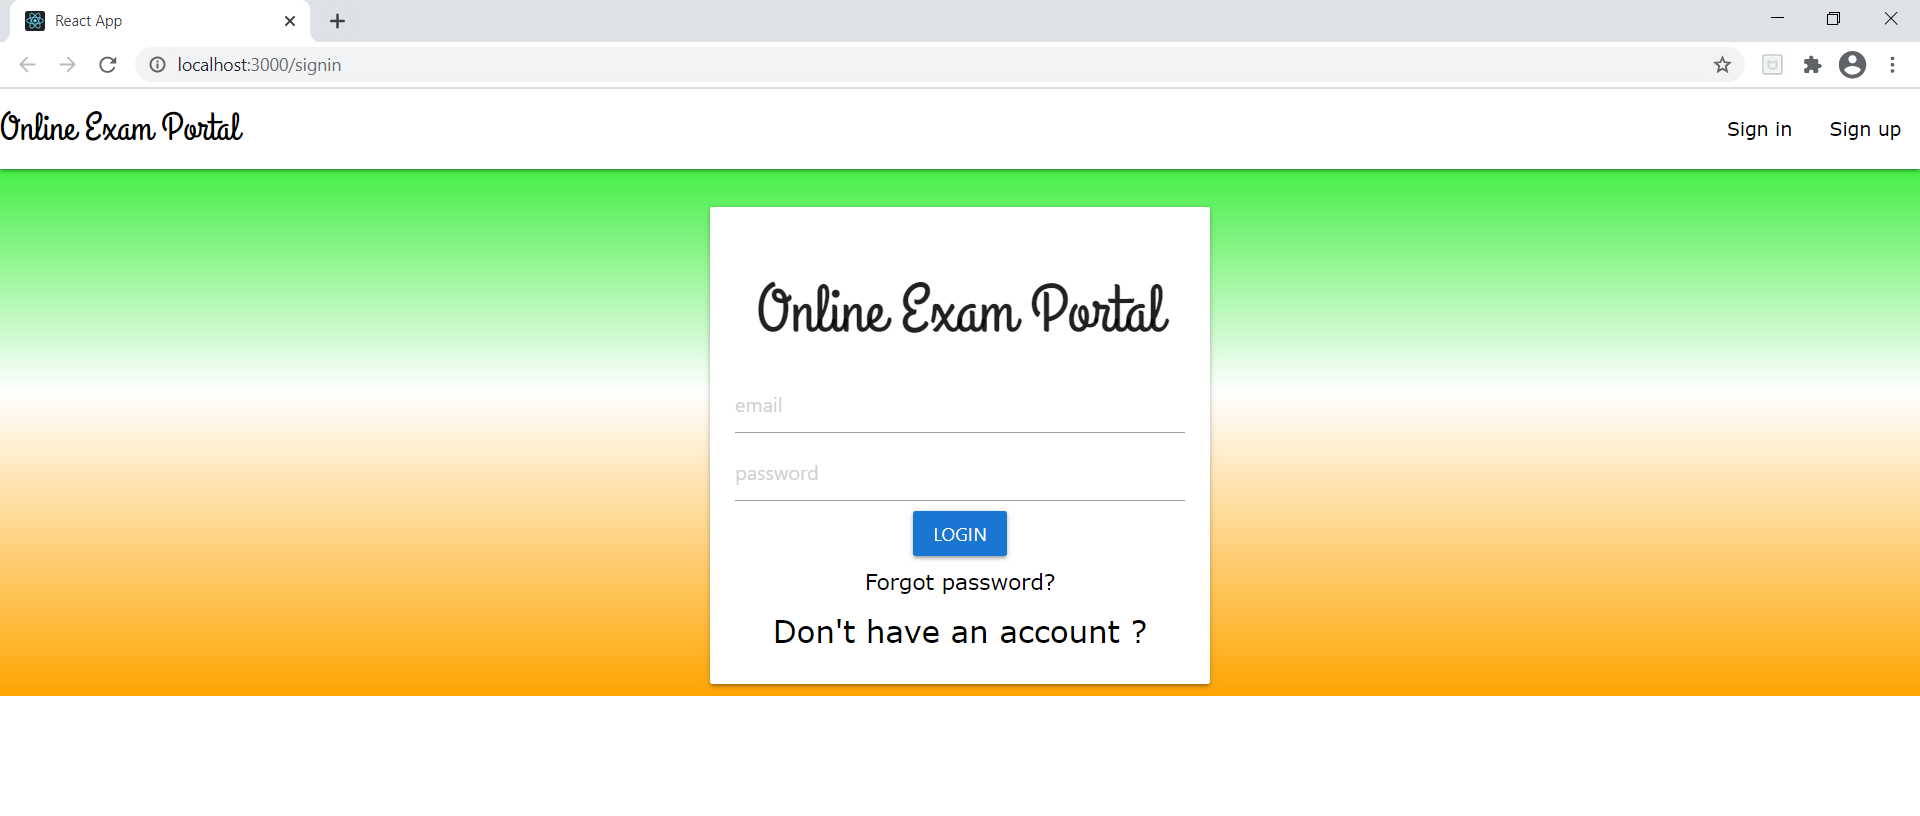 React App
localhost:3000/signin
Online Exam Portal
Sign in
Sign up
Online Exam Portal
email
password
LOGIN
Forgot password?
Don't have an account ?